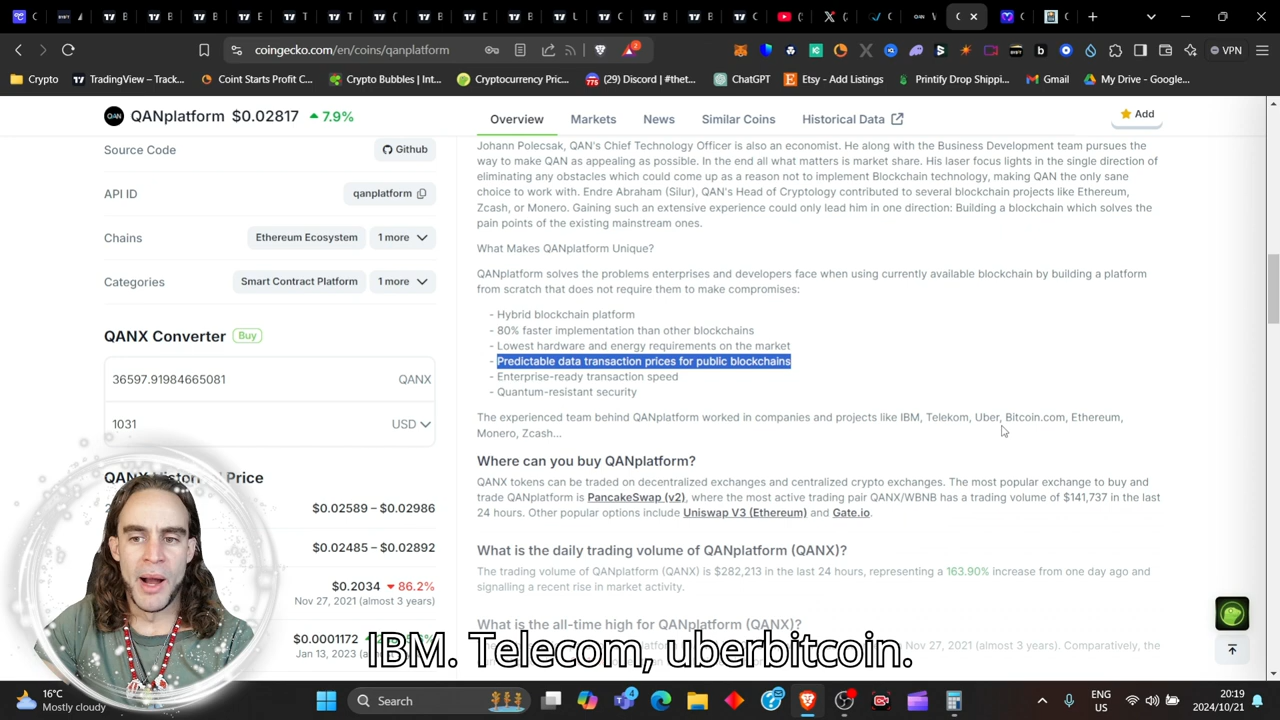 coingecko.com/en/coins/qanplatform
2
VPN
Crypto
TradingView – Track...
Coint Starts Profit C...
Crypto Bubbles | Int...
Cryptocurrency Pric...
(29) Discord | #thet...
ChatGPT
Etsy - Add Listings
Printify Drop Shippi...
Gmail
My Drive - Google...
QANplatform $0.02817 7.9%
Overview
Markets
News
Similar Coins
Historical Data
Add
Source Code
Github
API ID
qanplatform
Chains
Ethereum Ecosystem
1 more
Categories
Smart Contract Platform
1 more
QANX Converter
Buy
36597.91984665081
QANX
1031
USD
QANX Historical Price
$0.02589 – $0.02986
$0.02485 – $0.02892
$0.2034 86.2%
Nov 27, 2021 (almost 3 years)
$0.0001172
Jan 13, 2023
Johann Polecsak, QAN's Chief Technology Officer is also an economist. He along with the Business Development team pursues the
way to make QAN as appealing as possible. In the end all what matters is market share. His laser focus lights in the single direction of
eliminating any obstacles which could come up as a reason not to implement Blockchain technology, making QAN the only sane
choice to work with. Endre Abraham (Silur), QAN's Head of Cryptology contributed to several blockchain projects like Ethereum,
Zcash, or Monero. Gaining such an extensive experience could only lead him in one direction: Building a blockchain which solves the
pain points of the existing mainstream ones.
What Makes QANplatform Unique?
QANplatform solves the problems enterprises and developers face when using currently available blockchain by building a platform
from scratch that does not require them to make compromises:
- Hybrid blockchain platform
- 80% faster implementation than other blockchains
- Lowest hardware and energy requirements on the market
- Predictable data transaction prices for public blockchains
- Enterprise-ready transaction speed
- Quantum-resistant security
The experienced team behind QANplatform worked in companies and projects like IBM, Telekom, Uber, Bitcoin.com, Ethereum,
Monero, Zcash...
Where can you buy QANplatform?
QANX tokens can be traded on decentralized exchanges and centralized crypto exchanges. The most popular exchange to buy and
trade QANplatform is PancakeSwap (v2), where the most active trading pair QANX/WBNB has a trading volume of $141,737 in the last
24 hours. Other popular options include Uniswap V3 (Ethereum) and Gate.io.
What is the daily trading volume of QANplatform (QANX)?
The trading volume of QANplatform (QANX) is $282,213 in the last 24 hours, representing a 163.90% increase from one day ago and
signalling a recent rise in market activity.
What is the all-time high for QANplatform (QANX)?
Nov 27, 2021 (almost 3 years). Comparatively, the
IBM. Telecom, uberbitcoin.
16°C
Mostly cloudy
Search
ENG
US
20:19
2024/10/21